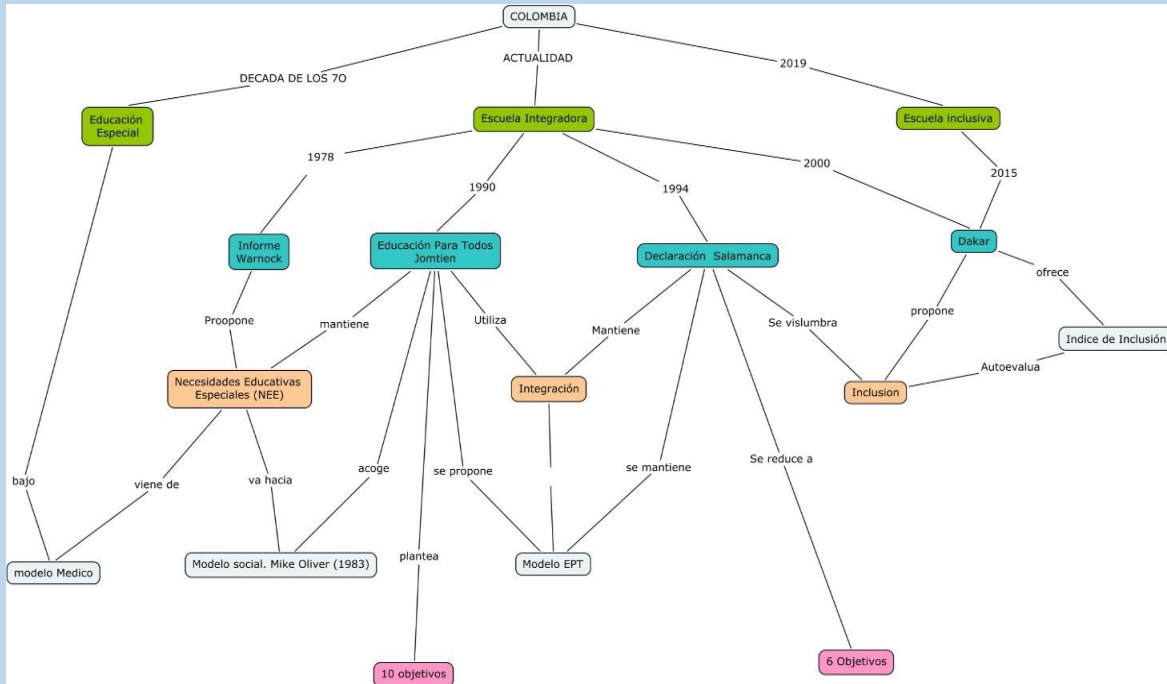 COLOMBIA
ACTUALIDAD
2019
DECADA DE LOS 7O
Educación
Especial
Escuela Integradora
Escuela inclusiva
1978
1990
1994
2000
2015
Informe
Warnock
Educación Para Todos
Jomtien
Declaración Salamanca
Dakar
ofrece
Proopone
mantiene
Utiliza
Mantiene
Se vislumbra
propone
Indice de Inclusión
Autoevalua
Necesidades Educativas
Especiales (NEE)
Integración
Inclusion
bajo
viene de
va hacia
acoge
se propone
se mantiene
Se reduce a
modelo Medico
Modelo social. Mike Oliver (1983)
plantea
Modelo EPT
10 objetivos
6 Objetivos